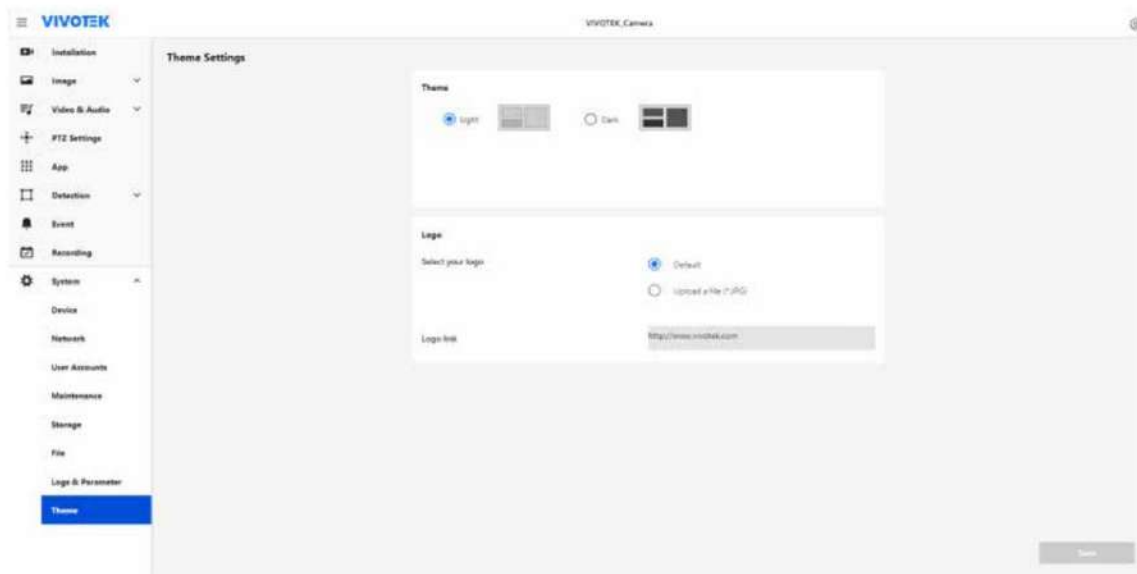 VIVOTEK
VIVOTEK_Camera
Installation
Theme Settings
Image
Theme
Video & Audio
Light
Dark
PTZ Settings
App
Detection
Event
Logo
Recording
Select your logo
Default
System
Upload a file (*.JPG)
Device
Network
Logo link
http://www.vivotek.com
User Accounts
Maintenance
Storage
File
Logs & Parameter
Theme
Save